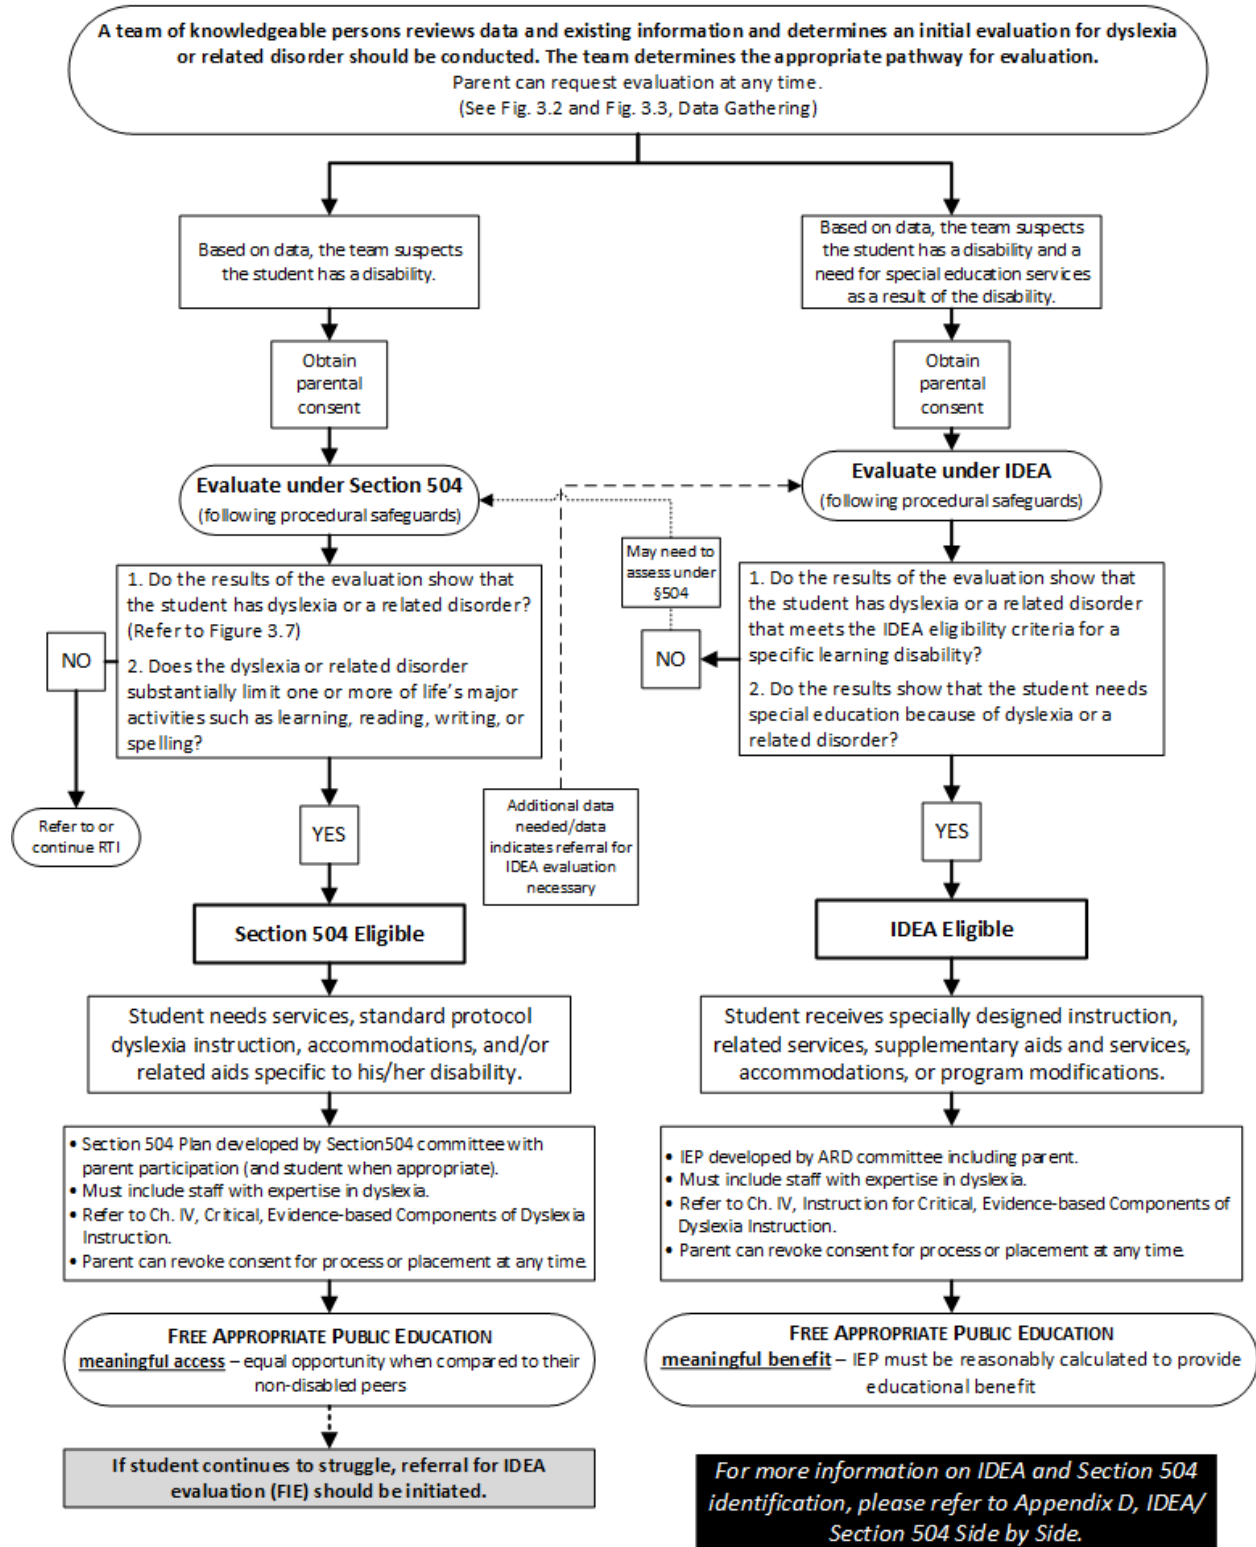 A team of knowledgeable persons reviews data and existing information and determines an initial evaluation for dyslexia
or related disorder should be conducted. The team determines the appropriate pathway for evaluation.
Parent can request evaluation at any time.
(See Fig. 3.2 and Fig. 3.3, Data Gathering)
Based on data, the team suspects
the student has a disability.
Obtain
parental
consent
Evaluate under Section 504
(following procedural safeguards)
1. Do the results of the evaluation show that
the student has dyslexia or a related disorder?
(Refer to Figure 3.7)
2. Does the dyslexia or related disorder
substantially limit one or more of life's major
activities such as learning, reading, writing, or
spelling?
NO
Refer to or
continue RTI
YES
Section 504 Eligible
Student needs services, standard protocol
dyslexia instruction, accommodations, and/or
related aids specific to his/her disability.
• Section 504 Plan developed by Section504 committee with
parent participation (and student when appropriate).
• Must include staff with expertise in dyslexia.
• Refer to Ch. IV, Critical, Evidence-based Components of Dyslexia
Instruction.
• Parent can revoke consent for process or placement at any time.
FREE APPROPRIATE PUBLIC EDUCATION
meaningful access – equal opportunity when compared to their
non-disabled peers
If student continues to struggle, referral for IDEA
evaluation (FIE) should be initiated.
Additional data
needed/data
indicates referral for
IDEA evaluation
necessary
May need to
assess under
§504
Based on data, the team suspects
the student has a disability and a
need for special education services
as a result of the disability.
Obtain
parental
consent
Evaluate under IDEA
(following procedural safeguards)
1. Do the results of the evaluation show that
the student has dyslexia or a related disorder
that meets the IDEA eligibility criteria for a
specific learning disability?
2. Do the results show that the student needs
special education because of dyslexia or a
related disorder?
NO
YES
IDEA Eligible
Student receives specially designed instruction,
related services, supplementary aids and services,
accommodations, or program modifications.
• IEP developed by ARD committee including parent.
• Must include staff with expertise in dyslexia.
• Refer to Ch. IV, Instruction for Critical, Evidence-based Components of
Dyslexia Instruction.
• Parent can revoke consent for process or placement at any time.
FREE APPROPRIATE PUBLIC EDUCATION
meaningful benefit – IEP must be reasonably calculated to provide
educational benefit
For more information on IDEA and Section 504
identification, please refer to Appendix D, IDEA/
Section 504 Side by Side.